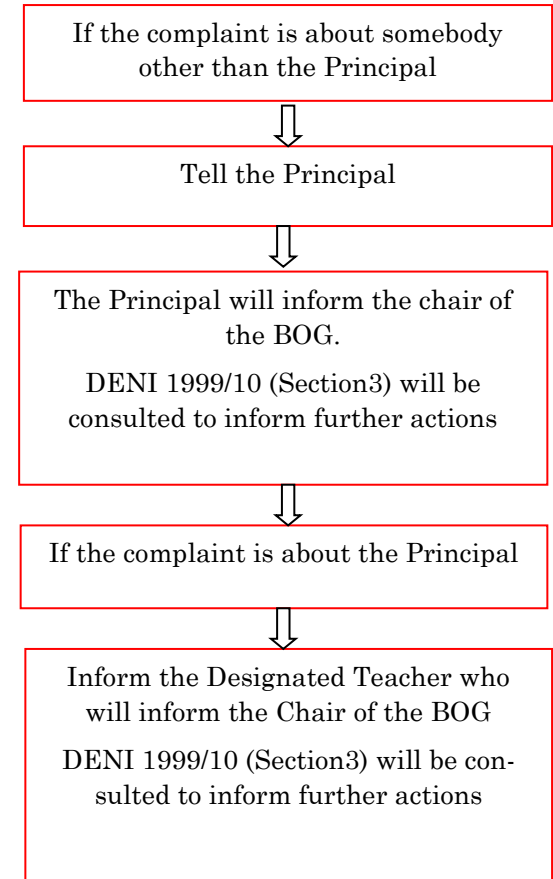 If the complaint is about somebody
other than the Principal
Tell the Principal
The Principal will inform the chair of
the BOG.
DENI 1999/10 (Section3) will be
consulted to inform further actions
If the complaint is about the Principal
Inform the Designated Teacher who
will inform the Chair of the BOG
DENI 1999/10 (Section3) will be con-
sulted to inform further actions